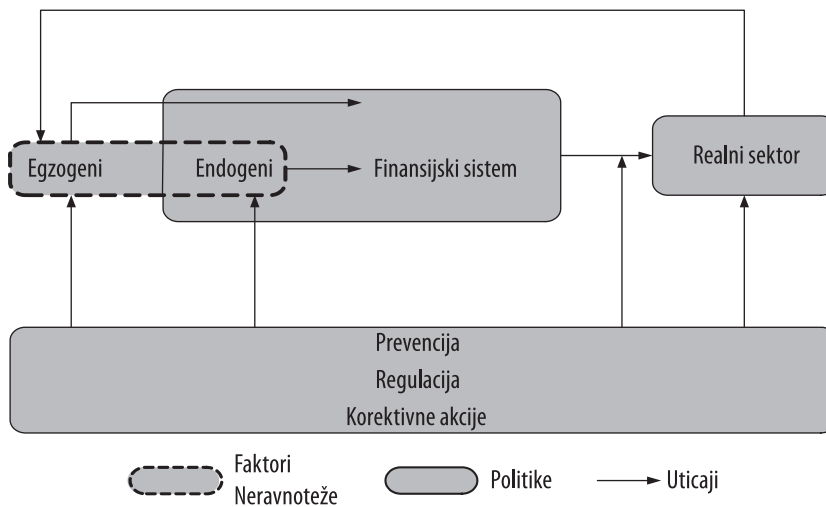 Egzogeni
Endogeni
Finansijski sistem
Realni sektor
Prevencija
Regulacija
Korektivne akcije
Faktori
Neravnoteže
Politike
Uticaji